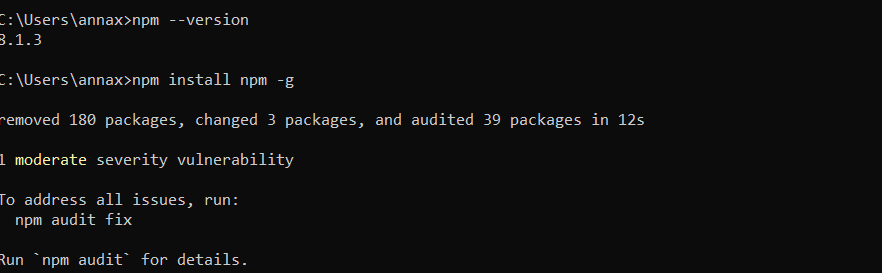 C:\Users\annax>npm --version
8.1.3
C:\Users\annax>npm install npm -g
removed 180 packages, changed 3 packages, and audited 39 packages in 12s
1 moderate severity vulnerability
To address all issues, run:
  npm audit fix
Run `npm audit` for details.